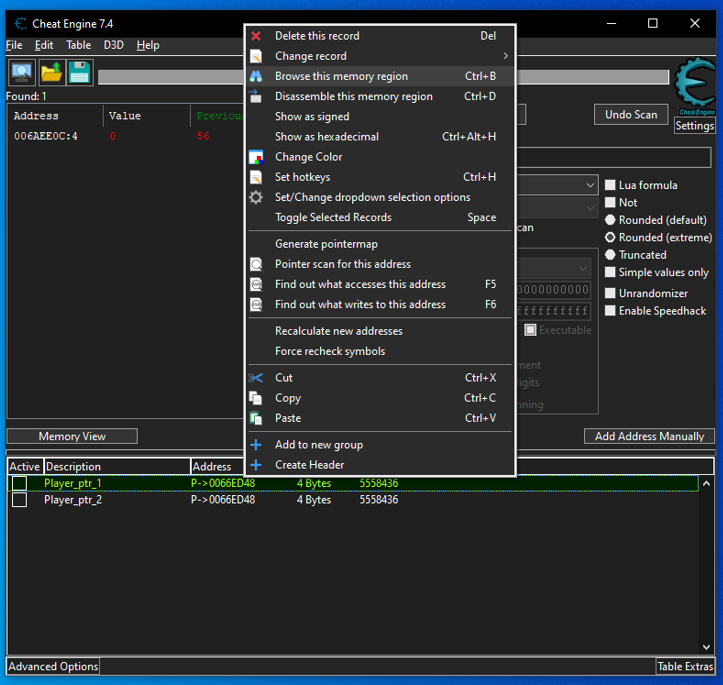 Cheat Engine 7.4
File Edit Table D3D Help
Found: 1
Address Value Previou
006AEE0C:4 0 56
Undo Scan
Cheat Engine
Settings
Delete this record Del
Change record
Browse this memory region Ctrl+B
Disassemble this memory region Ctrl+D
Show as signed
Show as hexadecimal Ctrl+Alt+H
Change Color
Set hotkeys Ctrl+H
Set/Change dropdown selection options
Toggle Selected Records Space
Generate pointermap
Pointer scan for this address
Find out what accesses this address F5
Find out what writes to this address F6
Recalculate new addresses
Force recheck symbols
Cut Ctrl+X
Copy Ctrl+C
Paste Ctrl+V
Add to new group
Create Header
can
Lua formula
Not
Rounded (default)
Rounded (extreme)
Truncated
Simple values only
Unrandomizer
Enable Speedhack
Executable
ment
igits
nning
Memory View
Add Address Manually
Active Description Address
Player_ptr_1 P->0066ED48 4 Bytes 5558436
Player_ptr_2 P->0066ED48 4 Bytes 5558436
Advanced Options
Table Extras